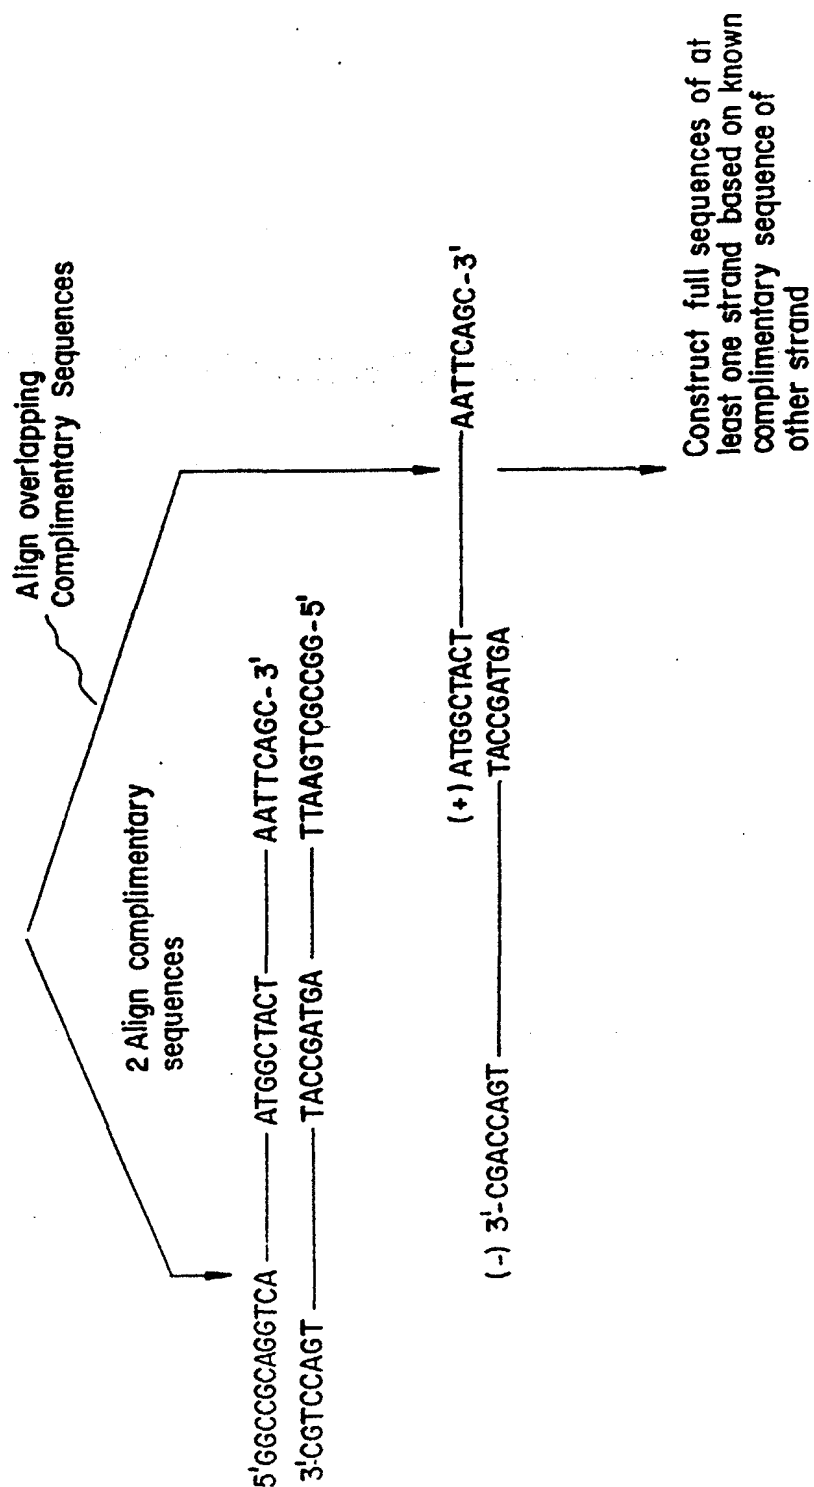 Align overlapping
Complimentary Sequences
2 Align complimentary
sequences
5'GGCCGCAGGTCA — ATGGCTACT — AATTCAGC-3'
3'-CGTCCAGT — TACCGATGA — TTAAGTCGCCGG-5'
(+) ATGGCTACT — AATTCAGC-3'
(-) 3'-CGACCAGT — TACCGATGA
Construct full sequences of at
least one strand based on known
complimentary sequence of
other strand